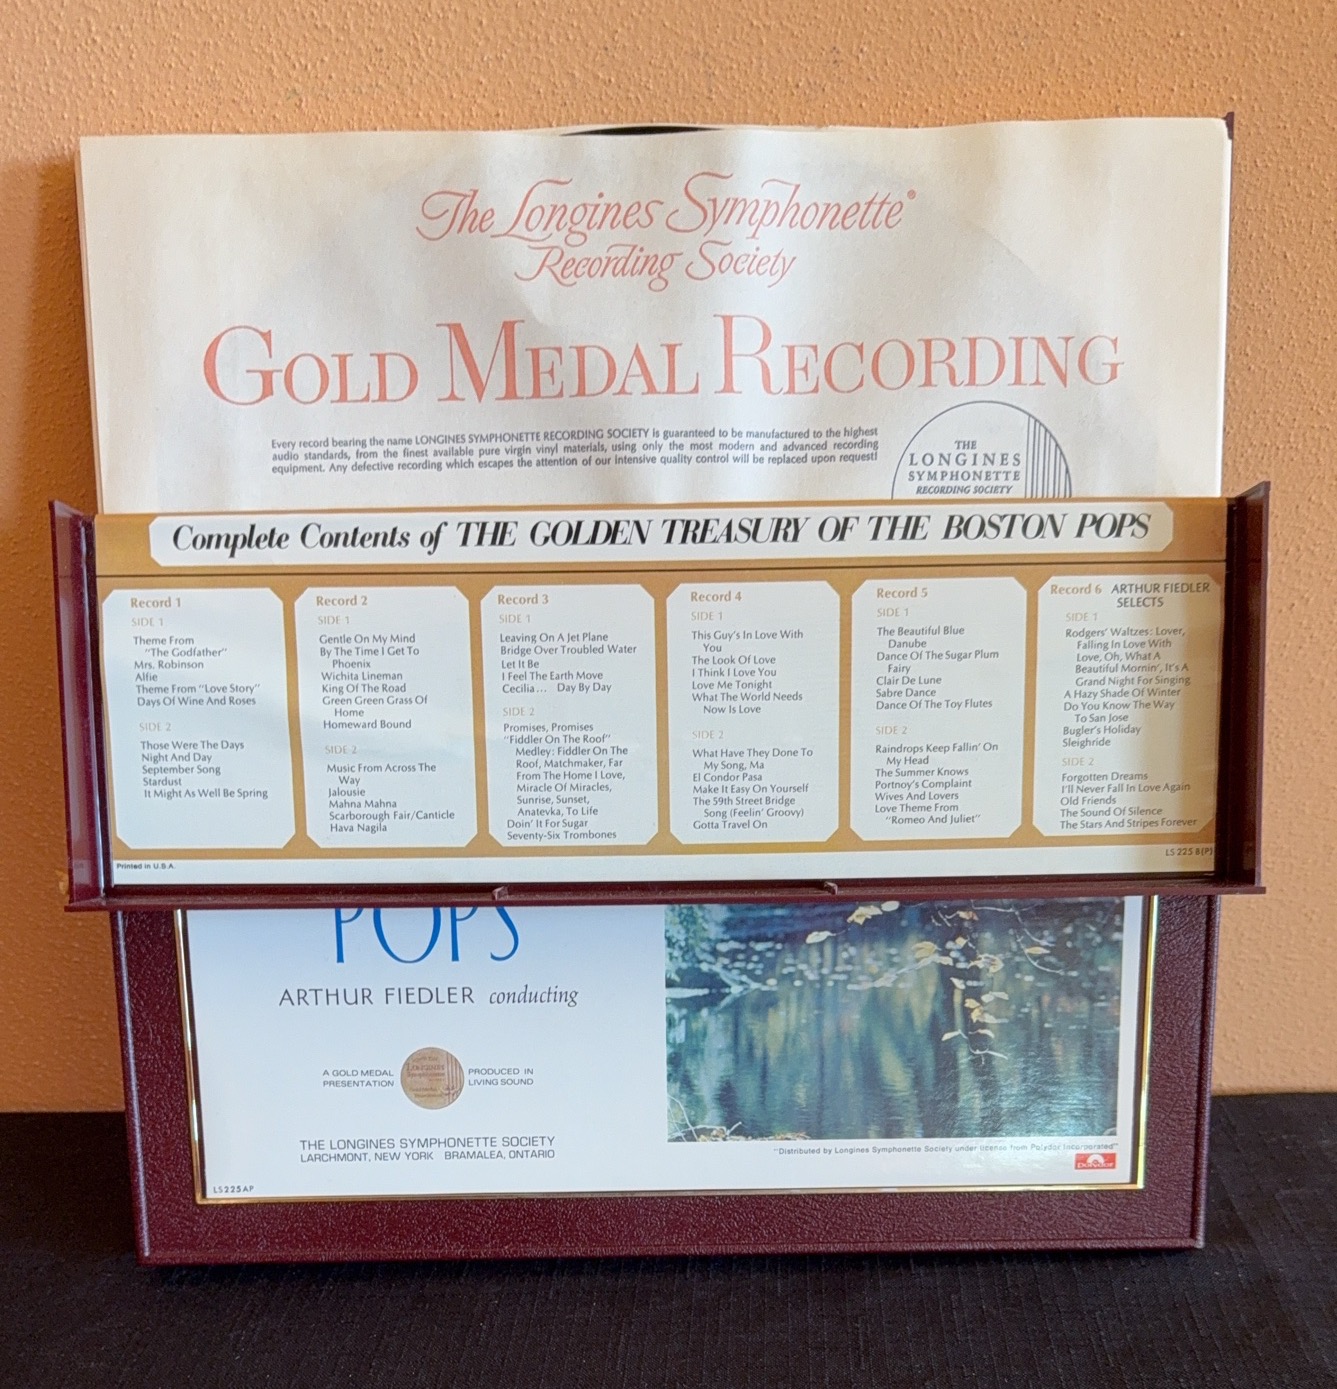 The Longines Symphonette®
Recording Society
GOLD MEDAL RECORDING
Every record bearing the name LONGINES SYMPHONETTE RECORDING SOCIETY is guaranteed to be manufactured to the highest
audio standards, from the finest available pure virgin vinyl materials, using only the most modern and advanced recording
equipment. Any defective recording which escapes the attention of our intensive quality control will be replaced upon request!
THE
LONGINES
SYMPHONETTE
RECORDING SOCIETY
Complete Contents of THE GOLDEN TREASURY OF THE BOSTON POPS
Record 1
SIDE 1
Theme From
"The Godfather"
Mrs. Robinson
Alfie
Theme From "Love Story"
Days Of Wine And Roses
SIDE 2
Those Were The Days
Night And Day
September Song
Stardust
It Might As Well Be Spring
Record 2
SIDE 1
Gentle On My Mind
By The Time I Get To
Phoenix
Wichita Lineman
King Of The Road
Green Green Grass Of
Home
Homeward Bound
SIDE 2
Music From Across The
Way
Jalousie
Mahna Mahna
Scarborough Fair/Canticle
Hava Nagila
Record 3
SIDE 1
Leaving On A Jet Plane
Bridge Over Troubled Water
Let It Be
I Feel The Earth Move
Cecilia... Day By Day
SIDE 2
Promises, Promises
"Fiddler On The Roof"
Medley: Fiddler On The
Roof, Matchmaker, Far
From The Home I Love,
Miracle Of Miracles,
Sunrise, Sunset,
Anatevka, To Life
Doin' It For Sugar
Seventy-Six Trombones
Record 4
SIDE 1
This Guy's In Love With
You
The Look Of Love
I Think I Love You
Love Me Tonight
What The World Needs
Now Is Love
SIDE 2
What Have They Done To
My Song, Ma
El Condor Pasa
Make It Easy On Yourself
The 59th Street Bridge
Song (Feelin' Groovy)
Gotta Travel On
Record 5
SIDE 1
The Beautiful Blue
Danube
Dance Of The Sugar Plum
Fairy
Clair De Lune
Sabre Dance
Dance Of The Toy Flutes
SIDE 2
Raindrops Keep Fallin' On
My Head
The Summer Knows
Portnoy's Complaint
Wives And Lovers
Love Theme From
"Romeo And Juliet"
Record 6 ARTHUR FIEDLER
SELECTS
SIDE 1
Rodgers' Waltzes: Lover,
Falling In Love With
Love, Oh, What A
Beautiful Mornin', It's A
Grand Night For Singing
A Hazy Shade Of Winter
Do You Know The Way
To San Jose
Bugler's Holiday
Sleighride
SIDE 2
Forgotten Dreams
I'll Never Fall In Love Again
Old Friends
The Sound Of Silence
The Stars And Stripes Forever
Printed in U.S.A.
LS 225 B(P)
POPS
ARTHUR FIEDLER conducting
A GOLD MEDAL
PRESENTATION
PRODUCED IN
LIVING SOUND
THE LONGINES SYMPHONETTE SOCIETY
LARCHMONT, NEW YORK BRAMALEA, ONTARIO
LS225AP
"Distributed by Longines Symphonette Society under license from Polydor Incorporated"
Polydor